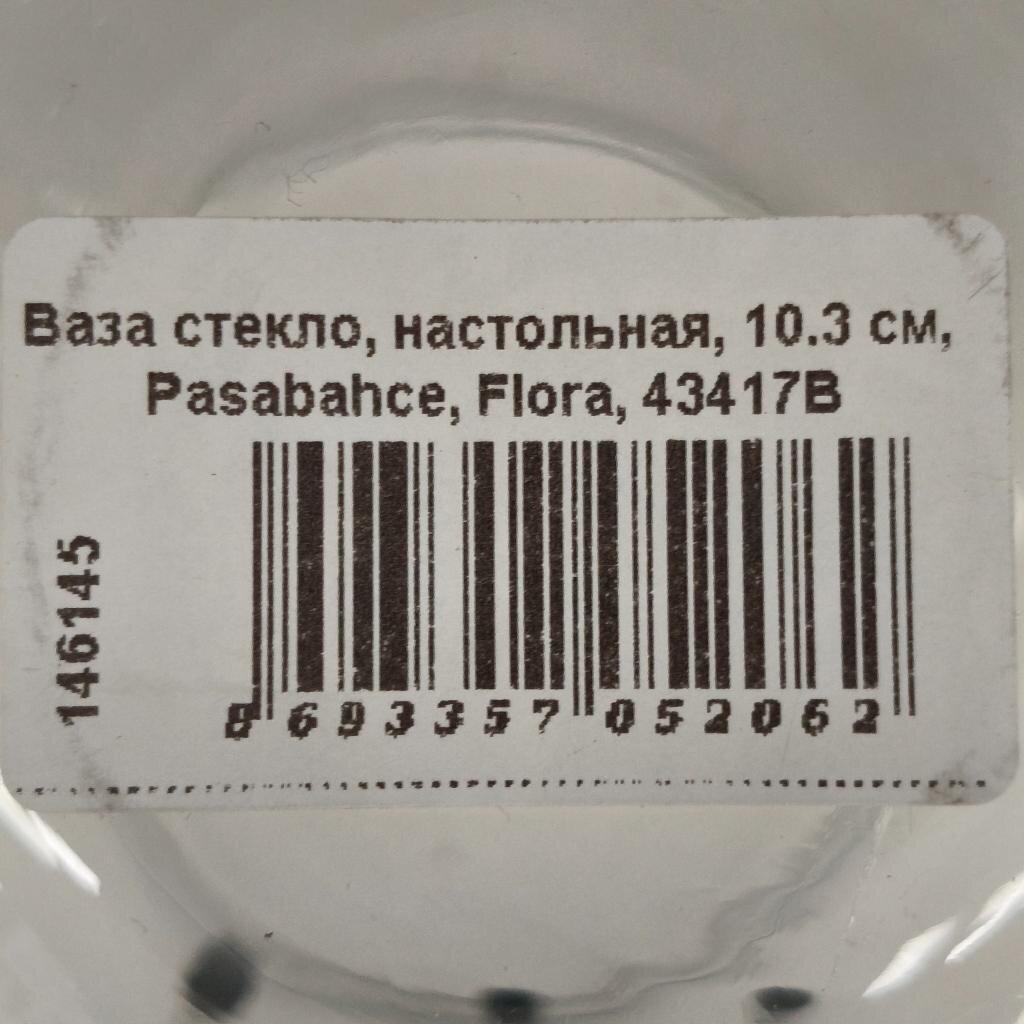 Ваза стекло, настольная, 10.3 см,
Pasabahce, Flora, 43417B
146145
8 693357 052062